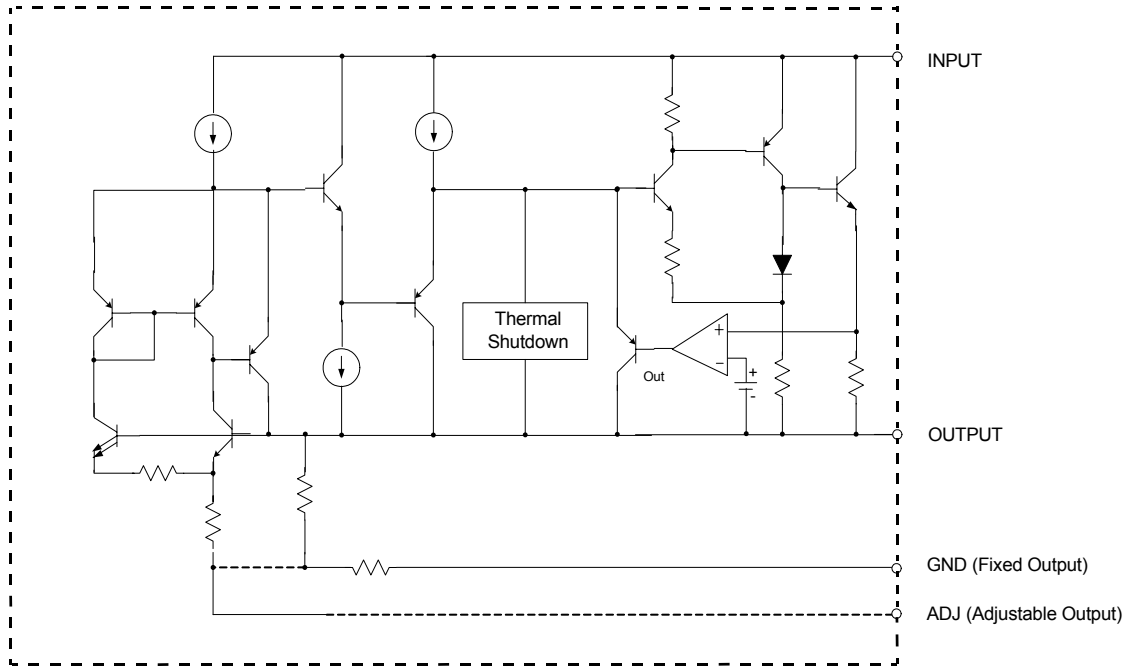 INPUT
Thermal
Shutdown
+
−
+
-
Out
OUTPUT
GND (Fixed Output)
ADJ (Adjustable Output)